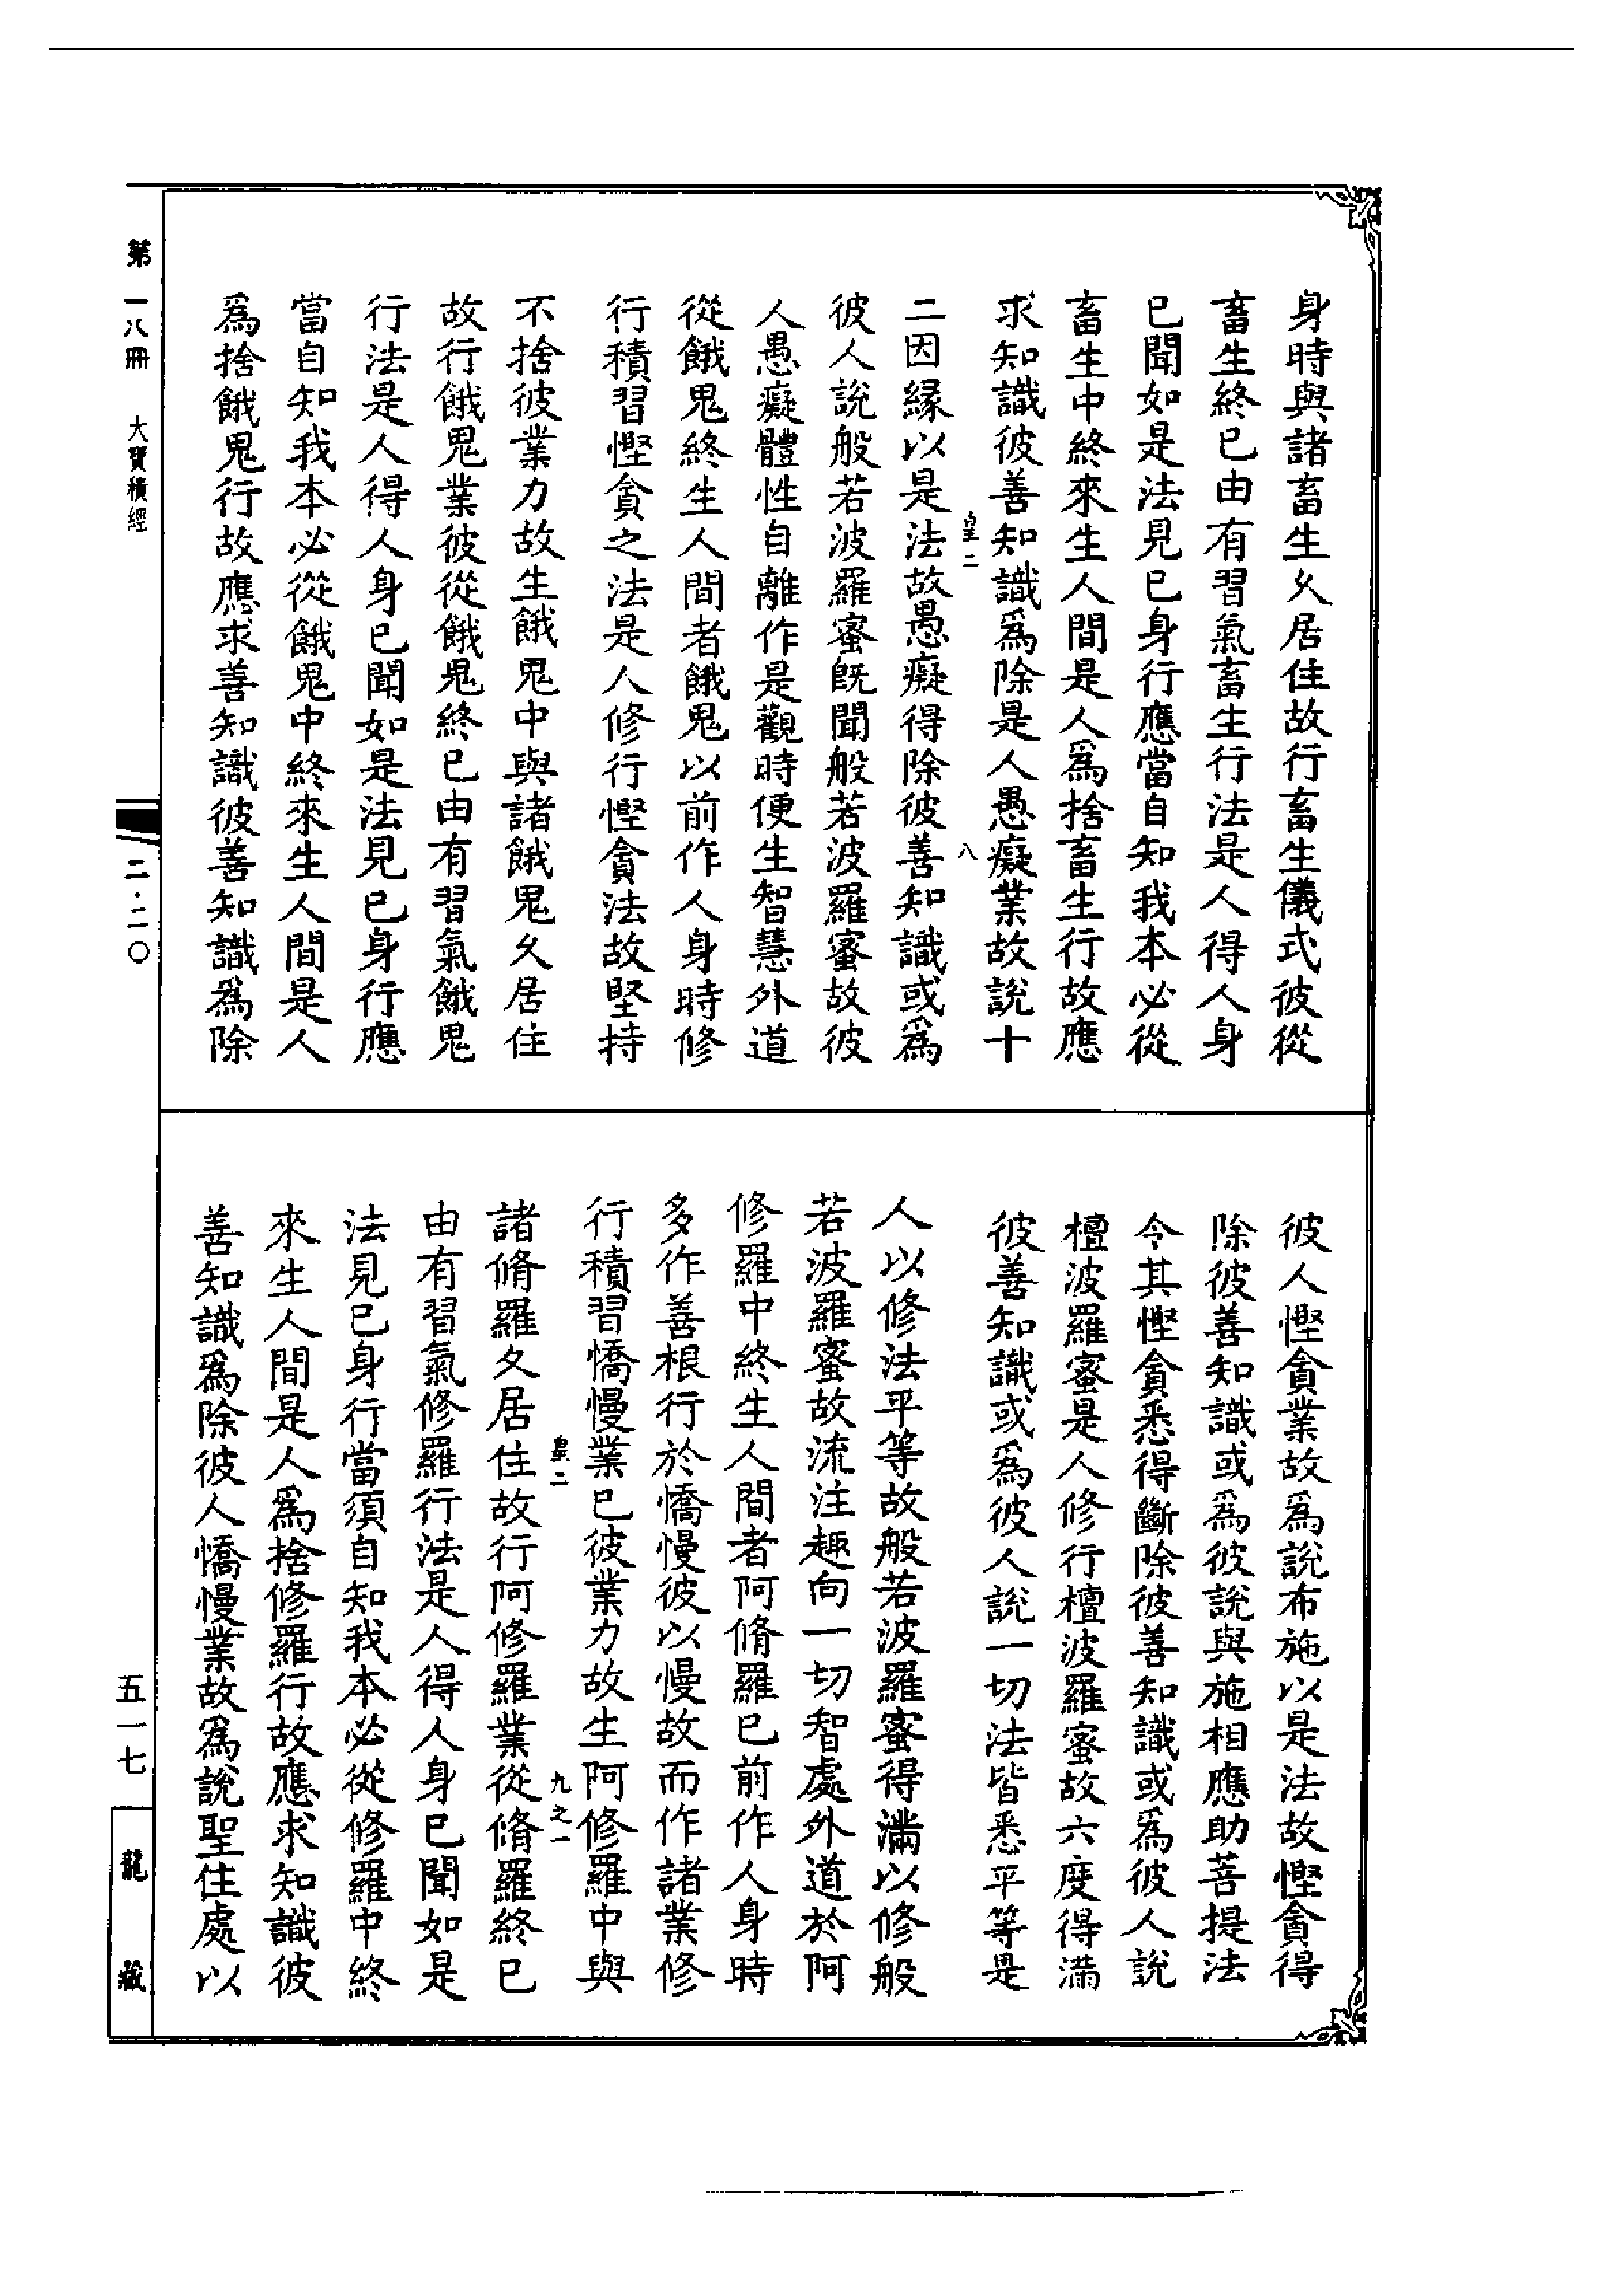 身時與諸畜生久居住故行畜生儀式彼從
畜生終已由有習氣畜生行法是人得人身
已聞如是法見已身行應當自知我本必從
畜生中終來生人間是人爲捨畜生行故應
求知識彼善知識爲除是人愚癡業故說十
皇二 八
二因緣以是法故愚癡得除彼善知識或爲
彼人說般若波羅蜜旣聞般若波羅蜜故彼
人愚癡體性自離作是觀時便生智慧外道
從餓鬼終生人間者餓鬼以前作人身時修
行積習慳貪之法是人修行慳貪法故堅持
不捨彼業力故生餓鬼中與諸餓鬼久居住
故行餓鬼業彼從餓鬼終已由有習氣餓鬼
行法是人得人身已聞如是法見已身行應
當自知我本必從餓鬼中終來生人間是人
爲捨餓鬼行故應求善知識彼善知識爲除
彼人慳貪業故爲說布施以是法故慳貪得
除彼善知識或爲彼說與施相應助菩提法
令其慳貪悉得斷除彼善知識或爲彼人說
檀波羅蜜是人修行檀波羅蜜故六度得滿
彼善知識或爲彼人說一切法皆悉平等是
人以修法平等故般若波羅蜜得滿以修般
若波羅蜜故流注趣向一切智處外道於阿
修羅中終生人間者阿脩羅已前作人身時
多作善根行於憍慢彼以慢故而作諸業修
行積習憍慢業已彼業力故生阿修羅中與
皇二 九之一
諸脩羅久居住故行阿修羅業從脩羅終已
由有習氣修羅行法是人得人身已聞如是
法見已身行當須自知我本必從修羅中終
來生人間是人爲捨修羅行故應求知識彼
善知識爲除彼人憍慢業故爲說聖住處以
第一八冊 大寶積經
二·二〇
五一七
龍藏